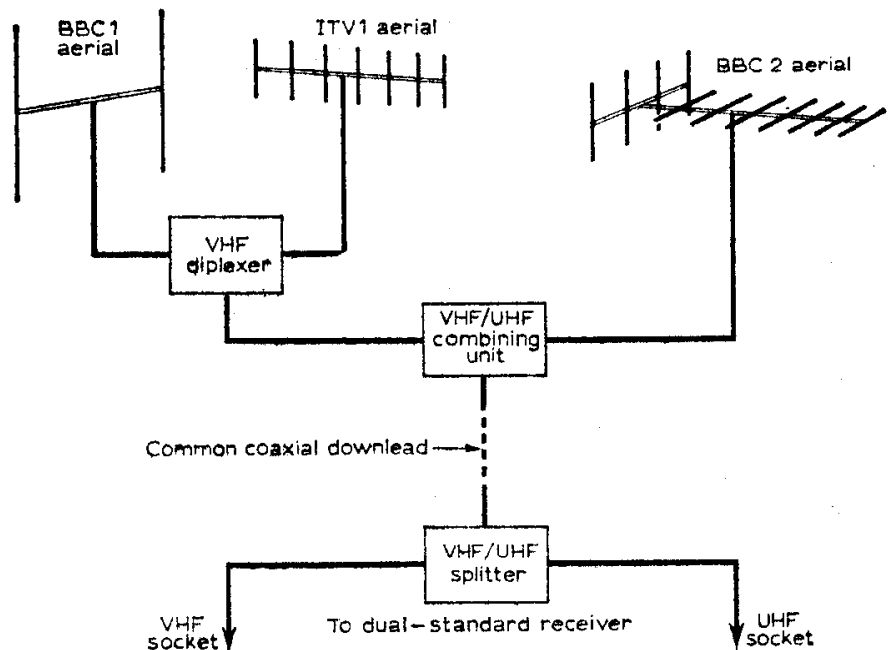 BBC1
aerial
ITV1 aerial
BBC 2 aerial
VHF
diplexer
VHF/UHF
combining
unit
Common coaxial downlead
VHF/UHF
splitter
VHF
socket
To dual-standard receiver
UHF
socket